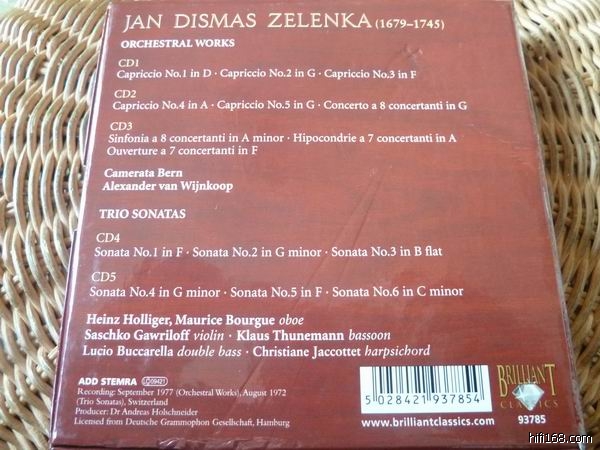 JAN DISMAS ZELENKA (1679–1745)
ORCHESTRAL WORKS
CD1
Capriccio No.1 in D · Capriccio No.2 in G · Capriccio No.3 in F
CD2
Capriccio No.4 in A · Capriccio No.5 in G · Concerto a 8 concertanti in G
CD3
Sinfonia a 8 concertanti in A minor · Hipocondrie a 7 concertanti in A
Ouverture a 7 concertanti in F
Camerata Bern
Alexander van Wijnkoop
TRIO SONATAS
CD4
Sonata No.1 in F · Sonata No.2 in G minor · Sonata No.3 in B flat
CD5
Sonata No.4 in G minor · Sonata No.5 in F · Sonata No.6 in C minor
Heinz Holliger, Maurice Bourgue oboe
Saschko Gawriloff violin · Klaus Thunemann bassoon
Lucio Buccarella double bass · Christiane Jaccottet harpsichord
ADD STEMRA LC 09421
Recording: September 1977 (Orchestral Works), August 1972
(Trio Sonatas), Switzerland
Producer: Dr Andreas Holschneider
Licensed from Deutsche Grammophon Gesellschaft, Hamburg
5 028421 937854
www.brilliantclassics.com
BRILLIANT
CLASSICS
93785
hifi168.com